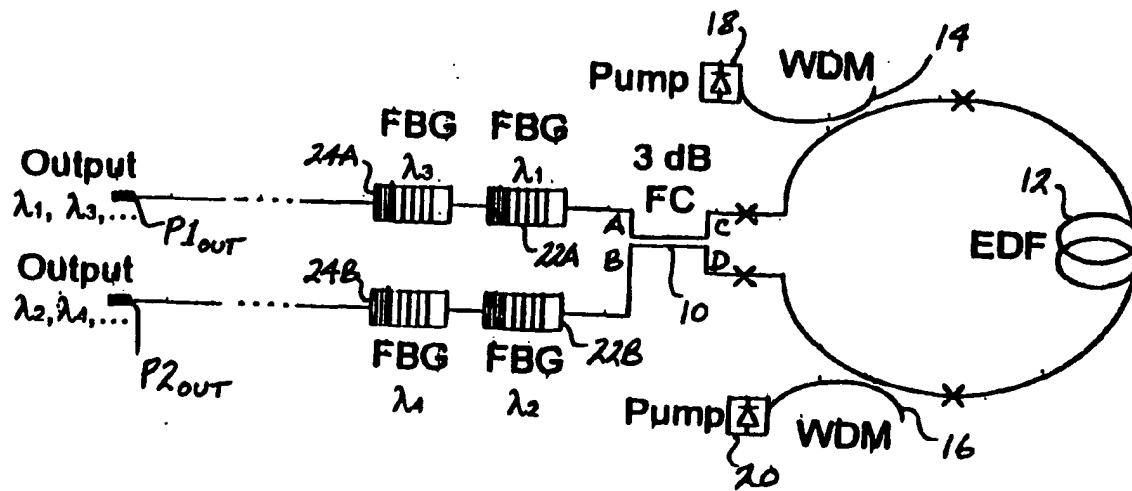 18
14
Pump
WDM
FBG
FBG
3 dB
FC
24A
λ3
λ1
Output
λ1, λ3,...
P1OUT
22A
A
C
B
D
10
12
EDF
Output
λ2, λ4,...
P2OUT
24B
22B
FBG
FBG
λ4
λ2
Pump
WDM
16
20